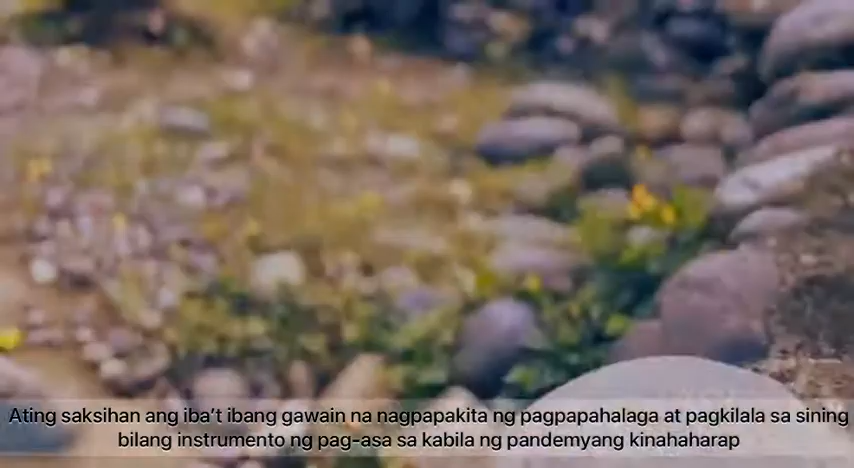 Ating saksihan ang iba't ibang gawain na nagpapakita ng pagpapahalaga at pagkilala sa sining
bilang instrumento ng pag-asa sa kabila ng pandemyang kinahaharap